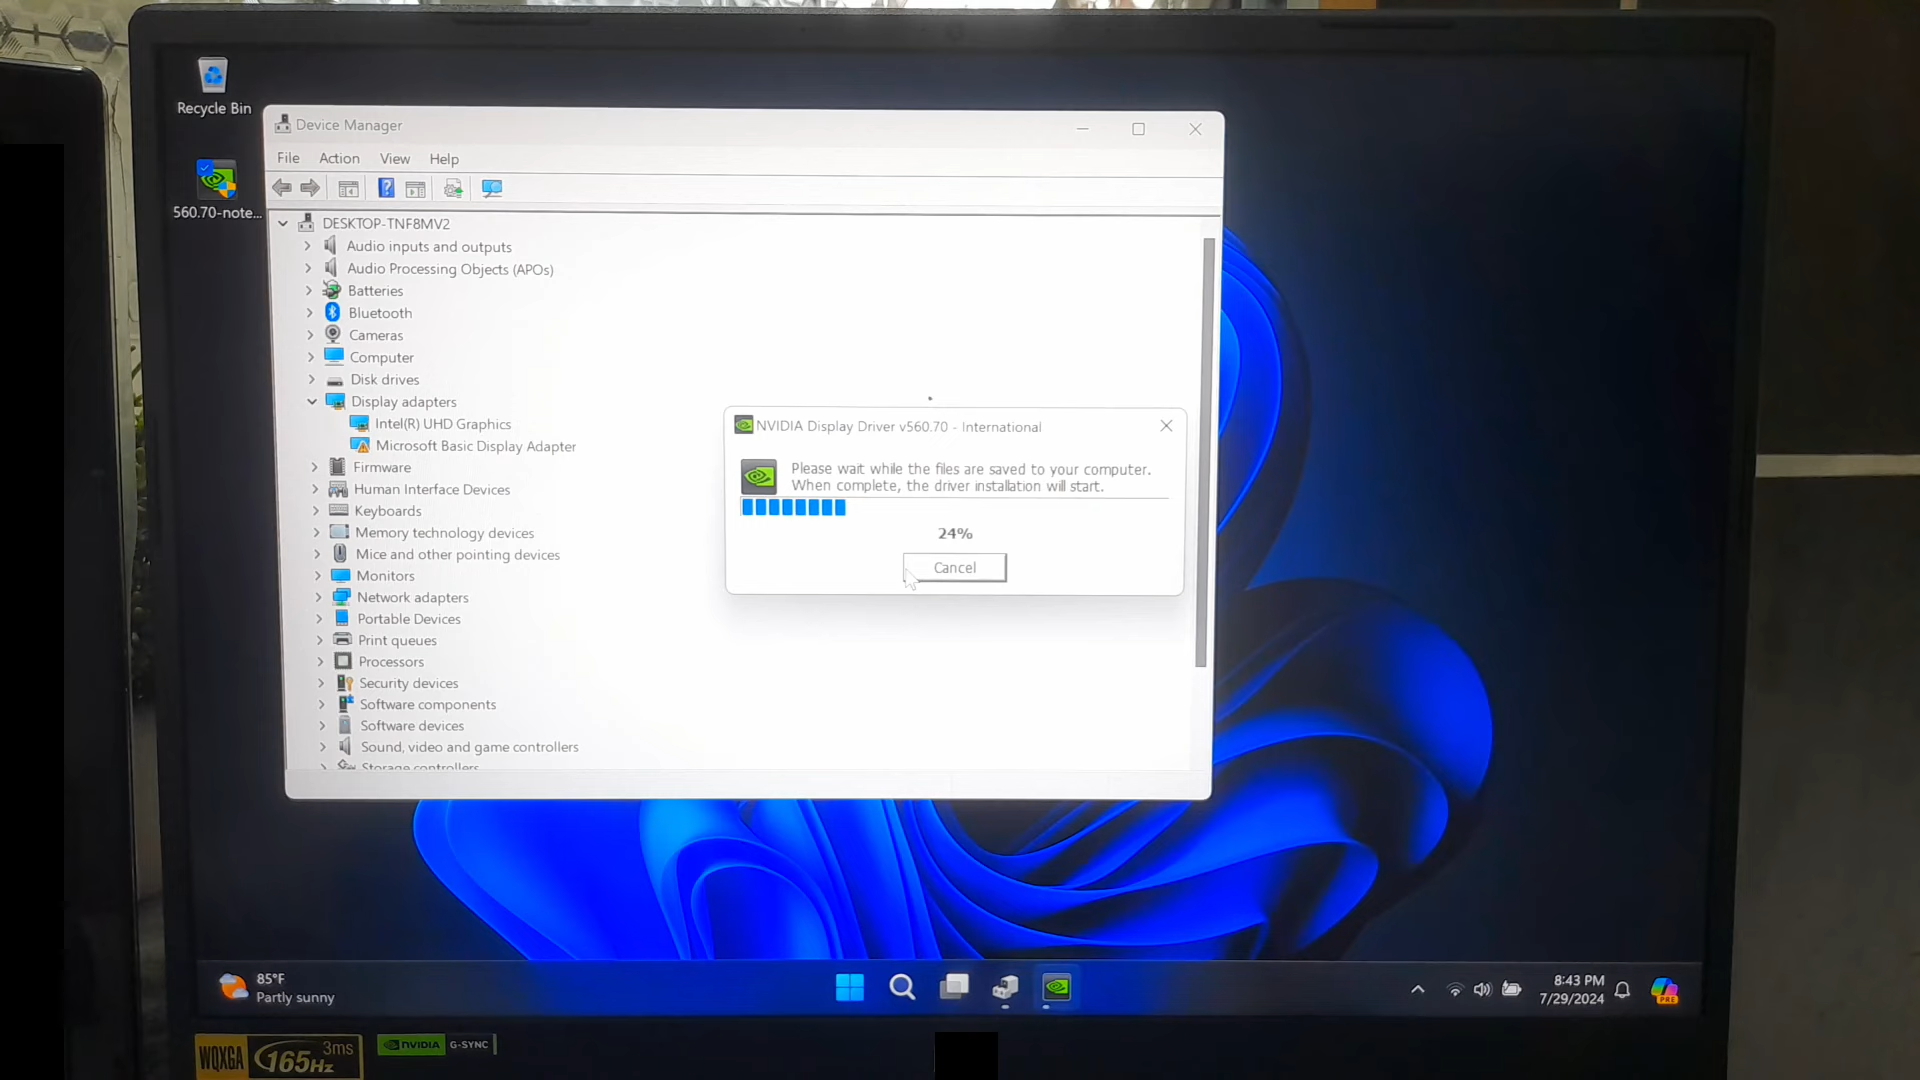 Recycle Bin
560.70-note...
Device Manager
File Action View Help
DESKTOP-TNF8MV2
Audio inputs and outputs
Audio Processing Objects (APOs)
Batteries
Bluetooth
Cameras
Computer
Disk drives
Display adapters
Intel(R) UHD Graphics
Microsoft Basic Display Adapter
Firmware
Human Interface Devices
Keyboards
Memory technology devices
Mice and other pointing devices
Monitors
Network adapters
Portable Devices
Print queues
Processors
Security devices
Software components
Software devices
Sound, video and game controllers
Storage controllers
NVIDIA Display Driver v560.70 - International
Please wait while the files are saved to your computer.
When complete, the driver installation will start.
24%
Cancel
85°F
Partly sunny
8:43 PM
7/29/2024
PRE
WQXGA 165Hz 3ms
NVIDIA G-SYNC